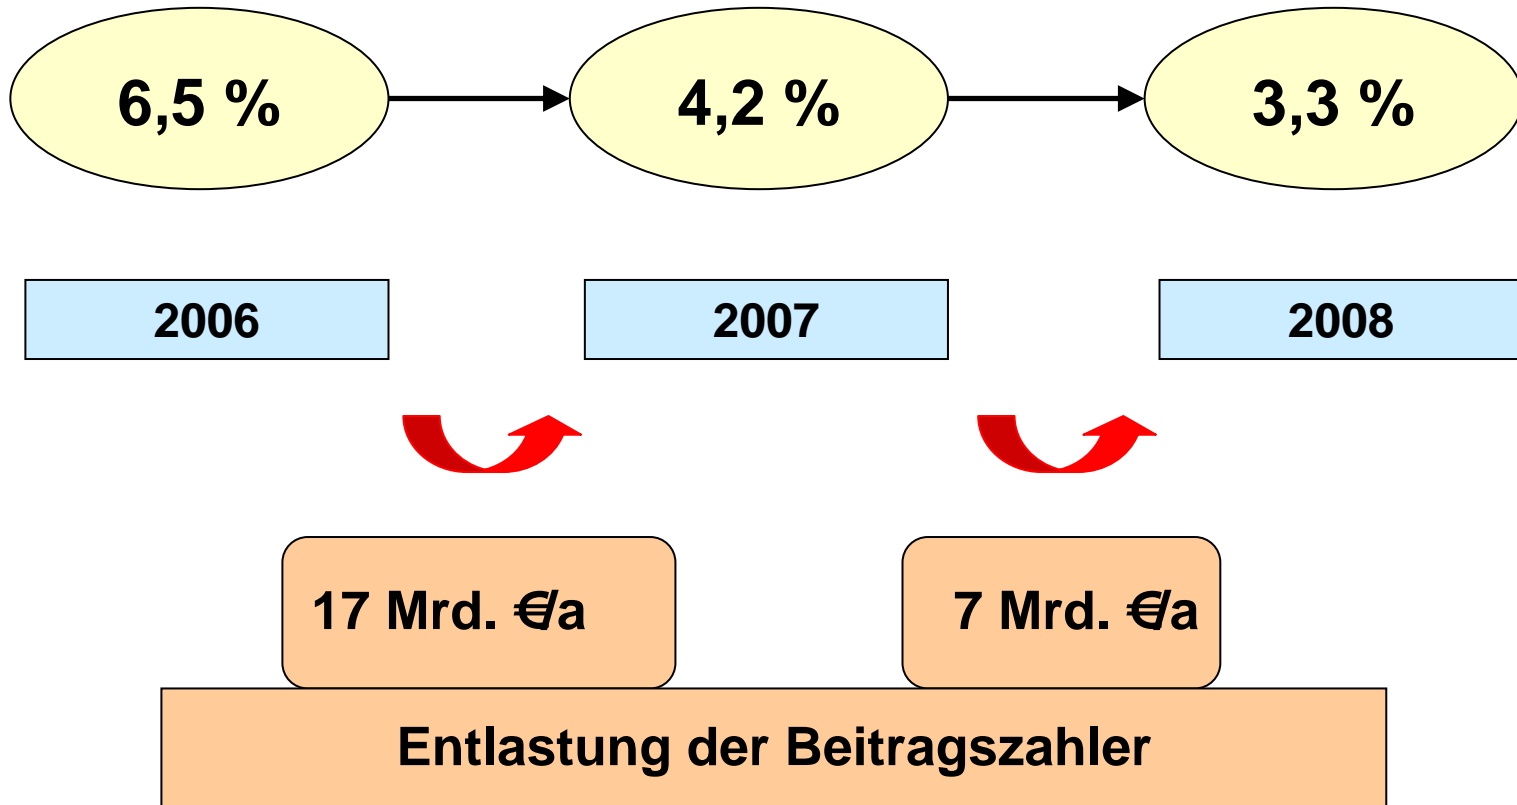 6,5 %
4,2 %
3,3 %
2006
2007
2008
17 Mrd. €/a
7 Mrd. €/a
Entlastung der Beitragszahler